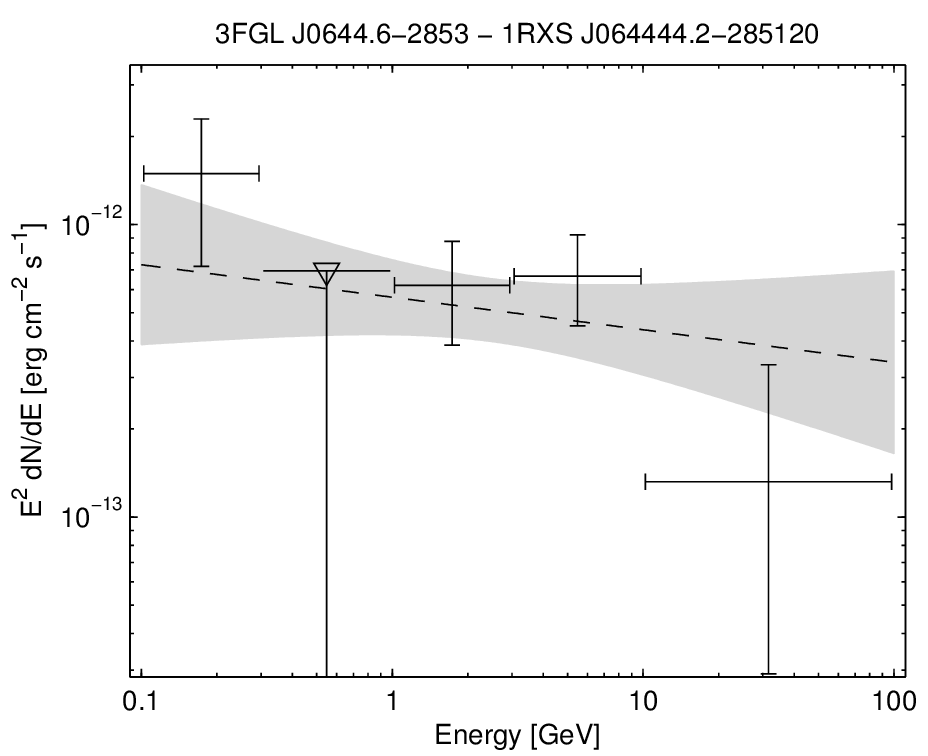 3FGL J0644.6−2853 − 1RXS J064444.2−285120
E² dN/dE [erg cm⁻² s⁻¹]
10⁻¹²
10⁻¹³
0.1 1 10 100
Energy [GeV]